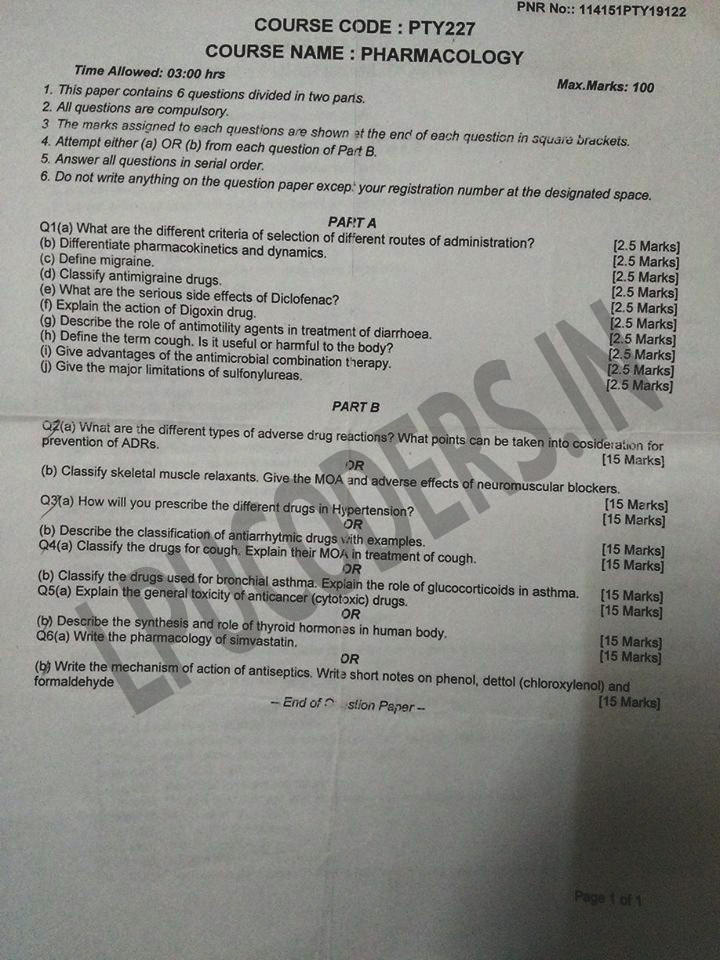 PNR No:: 114151PTY19122
COURSE CODE : PTY227
COURSE NAME : PHARMACOLOGY
Time Allowed: 03:00 hrs
Max.Marks: 100
1. This paper contains 6 questions divided in two parts.
2. All questions are compulsory.
3 The marks assigned to each questions are shown at the end of each question in square brackets.
4. Attempt either (a) OR (b) from each question of Part B.
5. Answer all questions in serial order.
6. Do not write anything on the question paper except your registration number at the designated space.
PART A
Q1(a) What are the different criteria of selection of different routes of administration? [2.5 Marks]
(b) Differentiate pharmacokinetics and dynamics. [2.5 Marks]
(c) Define migraine. [2.5 Marks]
(d) Classify antimigraine drugs. [2.5 Marks]
(e) What are the serious side effects of Diclofenac? [2.5 Marks]
(f) Explain the action of Digoxin drug. [2.5 Marks]
(g) Describe the role of antimotility agents in treatment of diarrhoea. [2.5 Marks]
(h) Define the term cough. Is it useful or harmful to the body? [2.5 Marks]
(i) Give advantages of the antimicrobial combination therapy. [2.5 Marks]
(j) Give the major limitations of sulfonylureas. [2.5 Marks]
PART B
Q2(a) What are the different types of adverse drug reactions? What points can be taken into cosideration for
prevention of ADRs. [15 Marks]
OR
(b) Classify skeletal muscle relaxants. Give the MOA and adverse effects of neuromuscular blockers.
[15 Marks]
Q3(a) How will you prescribe the different drugs in Hypertension? [15 Marks]
OR
(b) Describe the classification of antiarrhytmic drugs with examples. [15 Marks]
Q4(a) Classify the drugs for cough. Explain their MOA in treatment of cough. [15 Marks]
OR
(b) Classify the drugs used for bronchial asthma. Explain the role of glucocorticoids in asthma. [15 Marks]
Q5(a) Explain the general toxicity of anticancer (cytotoxic) drugs. [15 Marks]
OR
(b) Describe the synthesis and role of thyroid hormones in human body. [15 Marks]
Q6(a) Write the pharmacology of simvastatin. [15 Marks]
OR
(b) Write the mechanism of action of antiseptics. Write short notes on phenol, dettol (chloroxylenol) and
formaldehyde [15 Marks]
-- End of Question Paper --
LPUCODERS.IN
Page 1 of 1